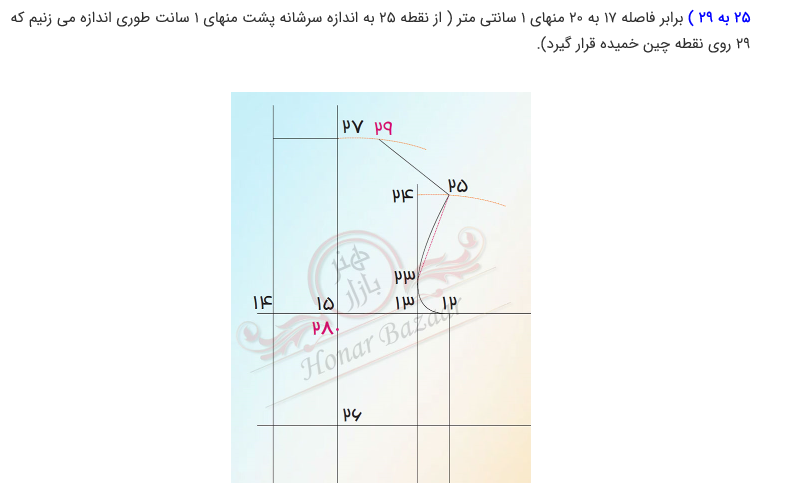 ۲۵ به ۲۹ ) برابر فاصله ۱۷ به ۲۰ منهای ۱ سانتی متر ( از نقطه ۲۵ به اندازه سرشانه پشت منهای ۱ سانت طوری اندازه می زنیم که
۲۹ روی نقطه چین خمیده قرار گیرد).
۲۷ ۲۹
۲۴ ۲۵
هنر
بازار
۲۳
۱۴ ۱۵ ۱۳ ۱۲
۲۸
Honar Bazaar
۲۶